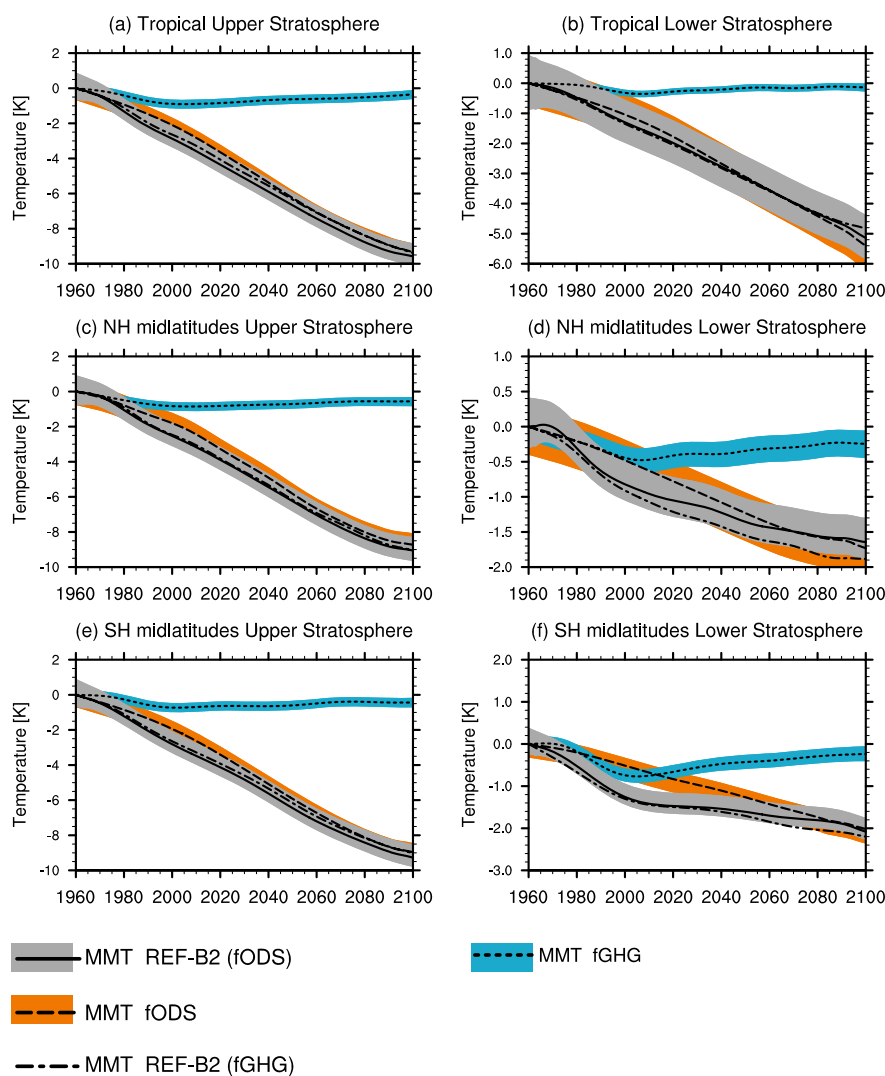 (a) Tropical Upper Stratosphere
Temperature [K]
2
0
-2
-4
-6
-8
-10
1960 1980 2000 2020 2040 2060 2080 2100
(b) Tropical Lower Stratosphere
Temperature [K]
1.0
0.0
-1.0
-2.0
-3.0
-4.0
-5.0
-6.0
1960 1980 2000 2020 2040 2060 2080 2100
(c) NH midlatitudes Upper Stratosphere
Temperature [K]
2
0
-2
-4
-6
-8
-10
1960 1980 2000 2020 2040 2060 2080 2100
(d) NH midlatitudes Lower Stratosphere
Temperature [K]
1.0
0.5
0.0
-0.5
-1.0
-1.5
-2.0
1960 1980 2000 2020 2040 2060 2080 2100
(e) SH midlatitudes Upper Stratosphere
Temperature [K]
2
0
-2
-4
-6
-8
-10
1960 1980 2000 2020 2040 2060 2080 2100
(f) SH midlatitudes Lower Stratosphere
Temperature [K]
2.0
1.0
0.0
-1.0
-2.0
-3.0
1960 1980 2000 2020 2040 2060 2080 2100
MMT REF-B2 (fODS)
MMT fGHG
MMT fODS
MMT REF-B2 (fGHG)